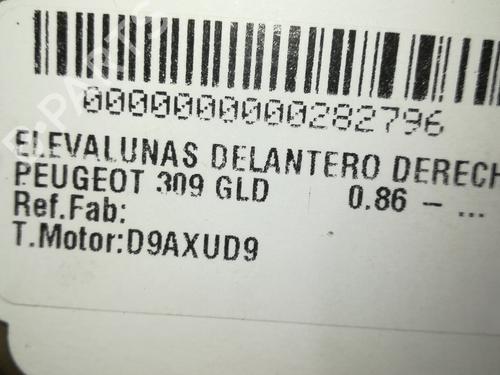 0000000000282796
ELEVALUNAS DELANTERO DERECH
PEUGEOT 309 GLD 0.86 – ...
Ref.Fab:
T.Motor:D9AXUD9